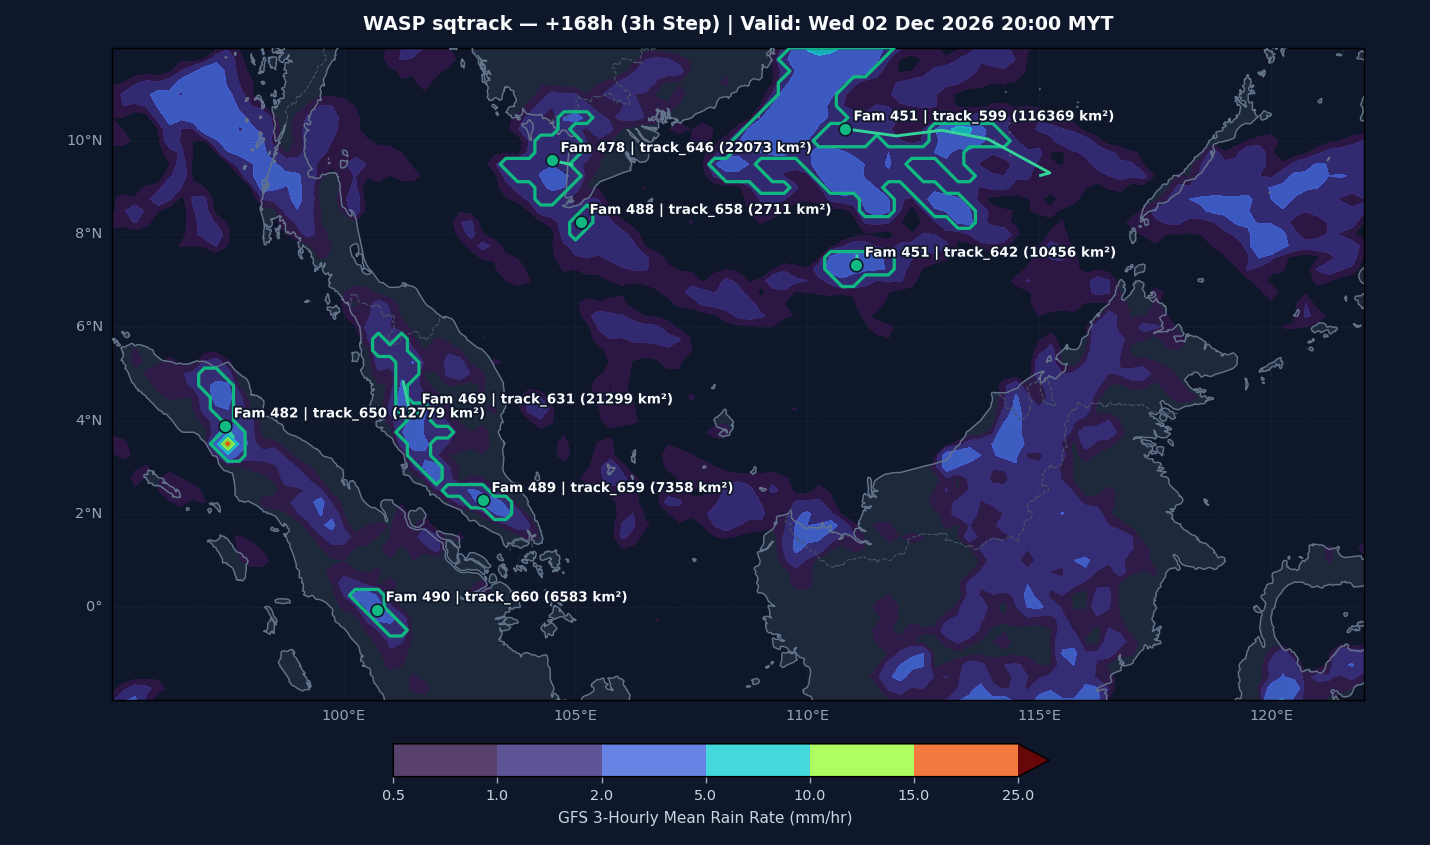 WASP sqtrack — +168h (3h Step) | Valid: Wed 02 Dec 2026 20:00 MYT
Fam 451 | track_599 (116369 km²)
10°N
Fam 478 | track_646 (22073 km²)
Fam 488 | track_658 (2711 km²)
8°N
Fam 451 | track_642 (10456 km²)
6°N
Fam 469 | track_631 (21299 km²)
Fam 482 | track_650 (12779 km²)
4°N
Fam 489 | track_659 (7358 km²)
2°N
Fam 490 | track_660 (6583 km²)
0°
100°E 105°E 110°E 115°E 120°E
0.5 1.0 2.0 5.0 10.0 15.0 25.0
GFS 3-Hourly Mean Rain Rate (mm/hr)